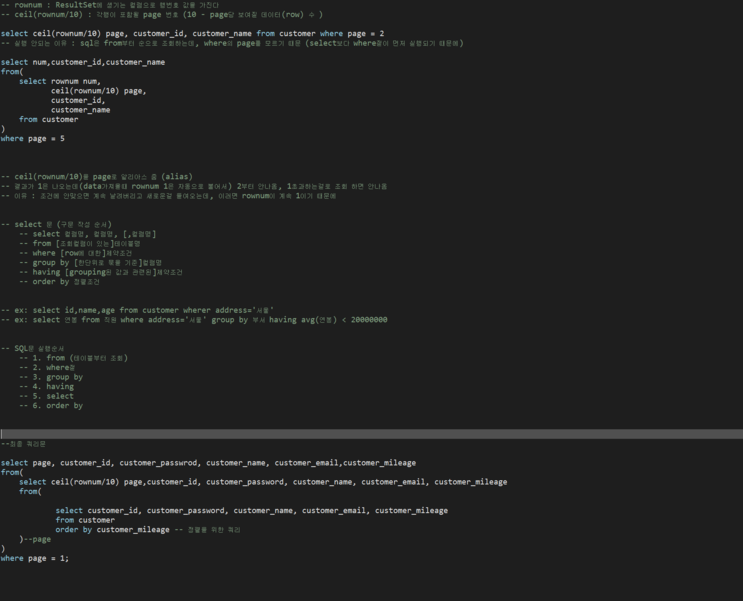 -- rownum : ResultSet에 생기는 컬럼으로 행번호 값을 가진다
-- ceil(rownum/10) : 각행이 포함될 page 번호 (10 - page당 보여질 데이터(row) 수 )
select ceil(rownum/10) page, customer_id, customer_name from customer where page = 2
-- 실행 안되는 이유 : sql은 from부터 순으로 조회하는데, where의 page를 모르기 때문 (select보다 where절이 먼저 실행되기 때문에)
select num,customer_id,customer_name
from(
select rownum num,
ceil(rownum/10) page,
customer_id,
customer_name
from customer
)
where page = 5
-- ceil(rownum/10)를 page로 알리아스 줌 (alias)
-- 결과가 1은 나오는데(data가져올때 rownum 1은 자동으로 붙어서) 2부터 안나옴, 1초과하는걸로 조회 하면 안나옴
-- 이유 : 조건에 안맞으면 계속 날려버리고 새로운걸 들여오는데, 이러면 rownum이 계속 1이기 때문에
-- select 문 (구문 작성 순서)
-- select 컬럼명, 컬럼명, [,컬럼명]
-- from [조회컬럼이 있는]테이블명
-- where [row에 대한]제약조건
-- group by [한단위로 묶을 기준]컬럼명
-- having [grouping된 값과 관련된]제약조건
-- order by 정렬조건
-- ex: select id,name,age from customer wherer address='서울'
-- ex: select 연봉 from 직원 where address='서울' group by 부서 having avg(연봉) < 20000000
-- SQL문 실행순서
-- 1. from (테이블부터 조회)
-- 2. where절
-- 3. group by
-- 4. having
-- 5. select
-- 6. order by
--최종 쿼리문
select page, customer_id, customer_passwrod, customer_name, customer_email,customer_mileage
from(
select ceil(rownum/10) page,customer_id, customer_password, customer_name, customer_email, customer_mileage
from(
select customer_id, customer_password, customer_name, customer_email, customer_mileage
from customer
order by customer_mileage -- 정렬을 위한 쿼리
)--page
)
where page = 1;